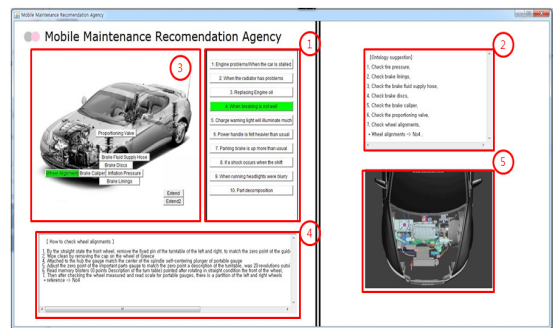 Mobile Maintenance Recomendation Agency
Mobile Maintenance Recomendation Agency
1
1. Engine problems/When the car is stalled
2. When the radiator has problems
3. Replacing Engine oil
4. When breaking is not well
5. Charge warning light will illuminate much
6. Power handle is felt heavier than usual
7. Parking brake is up more than usual
8. If a shock occurs when the shift
9. When running headlights were blurry
10. Part decomposition
2
[Ontology suggestion]
1. Check the pressure,
2. Check brake linings,
3. Check the brake fluid supply hose,
4. Check brake discs,
5. Check the brake caliper,
6. Check the proportioning valve,
7. Check wheel alignments,
• Wheel alignments -> No4.
3
Proportioning Valve
Brake Fluid Supply Hose
Brake Discs
Wheel Alignment
Brake Caliper
Inflation Pressure
Brake Linings
Extend
Extend2
4
[ How to check wheel alignments ]
1. By the straight state the front wheel, remove the fixed pin of the turntable of the left and right, to match the zero point of the guid
2. Wipe clean by removing the cap on the wheel of Greece
4. Attached to the hub the gauge match the center of the spindle self-centering plunger of portable gauge
5. Adjust the zero point of the important parts gauge to match the zero point a description of the turntable, was 20 revolutions outsi
6. Read memory blisters (0 points Description of the turn table) pointed after rotating in straight condition the front of the wheel
7. Then after checking the wheel measured and read scale for portable gauges, there is a partition of the left and right wheels
• reference -> No4
5